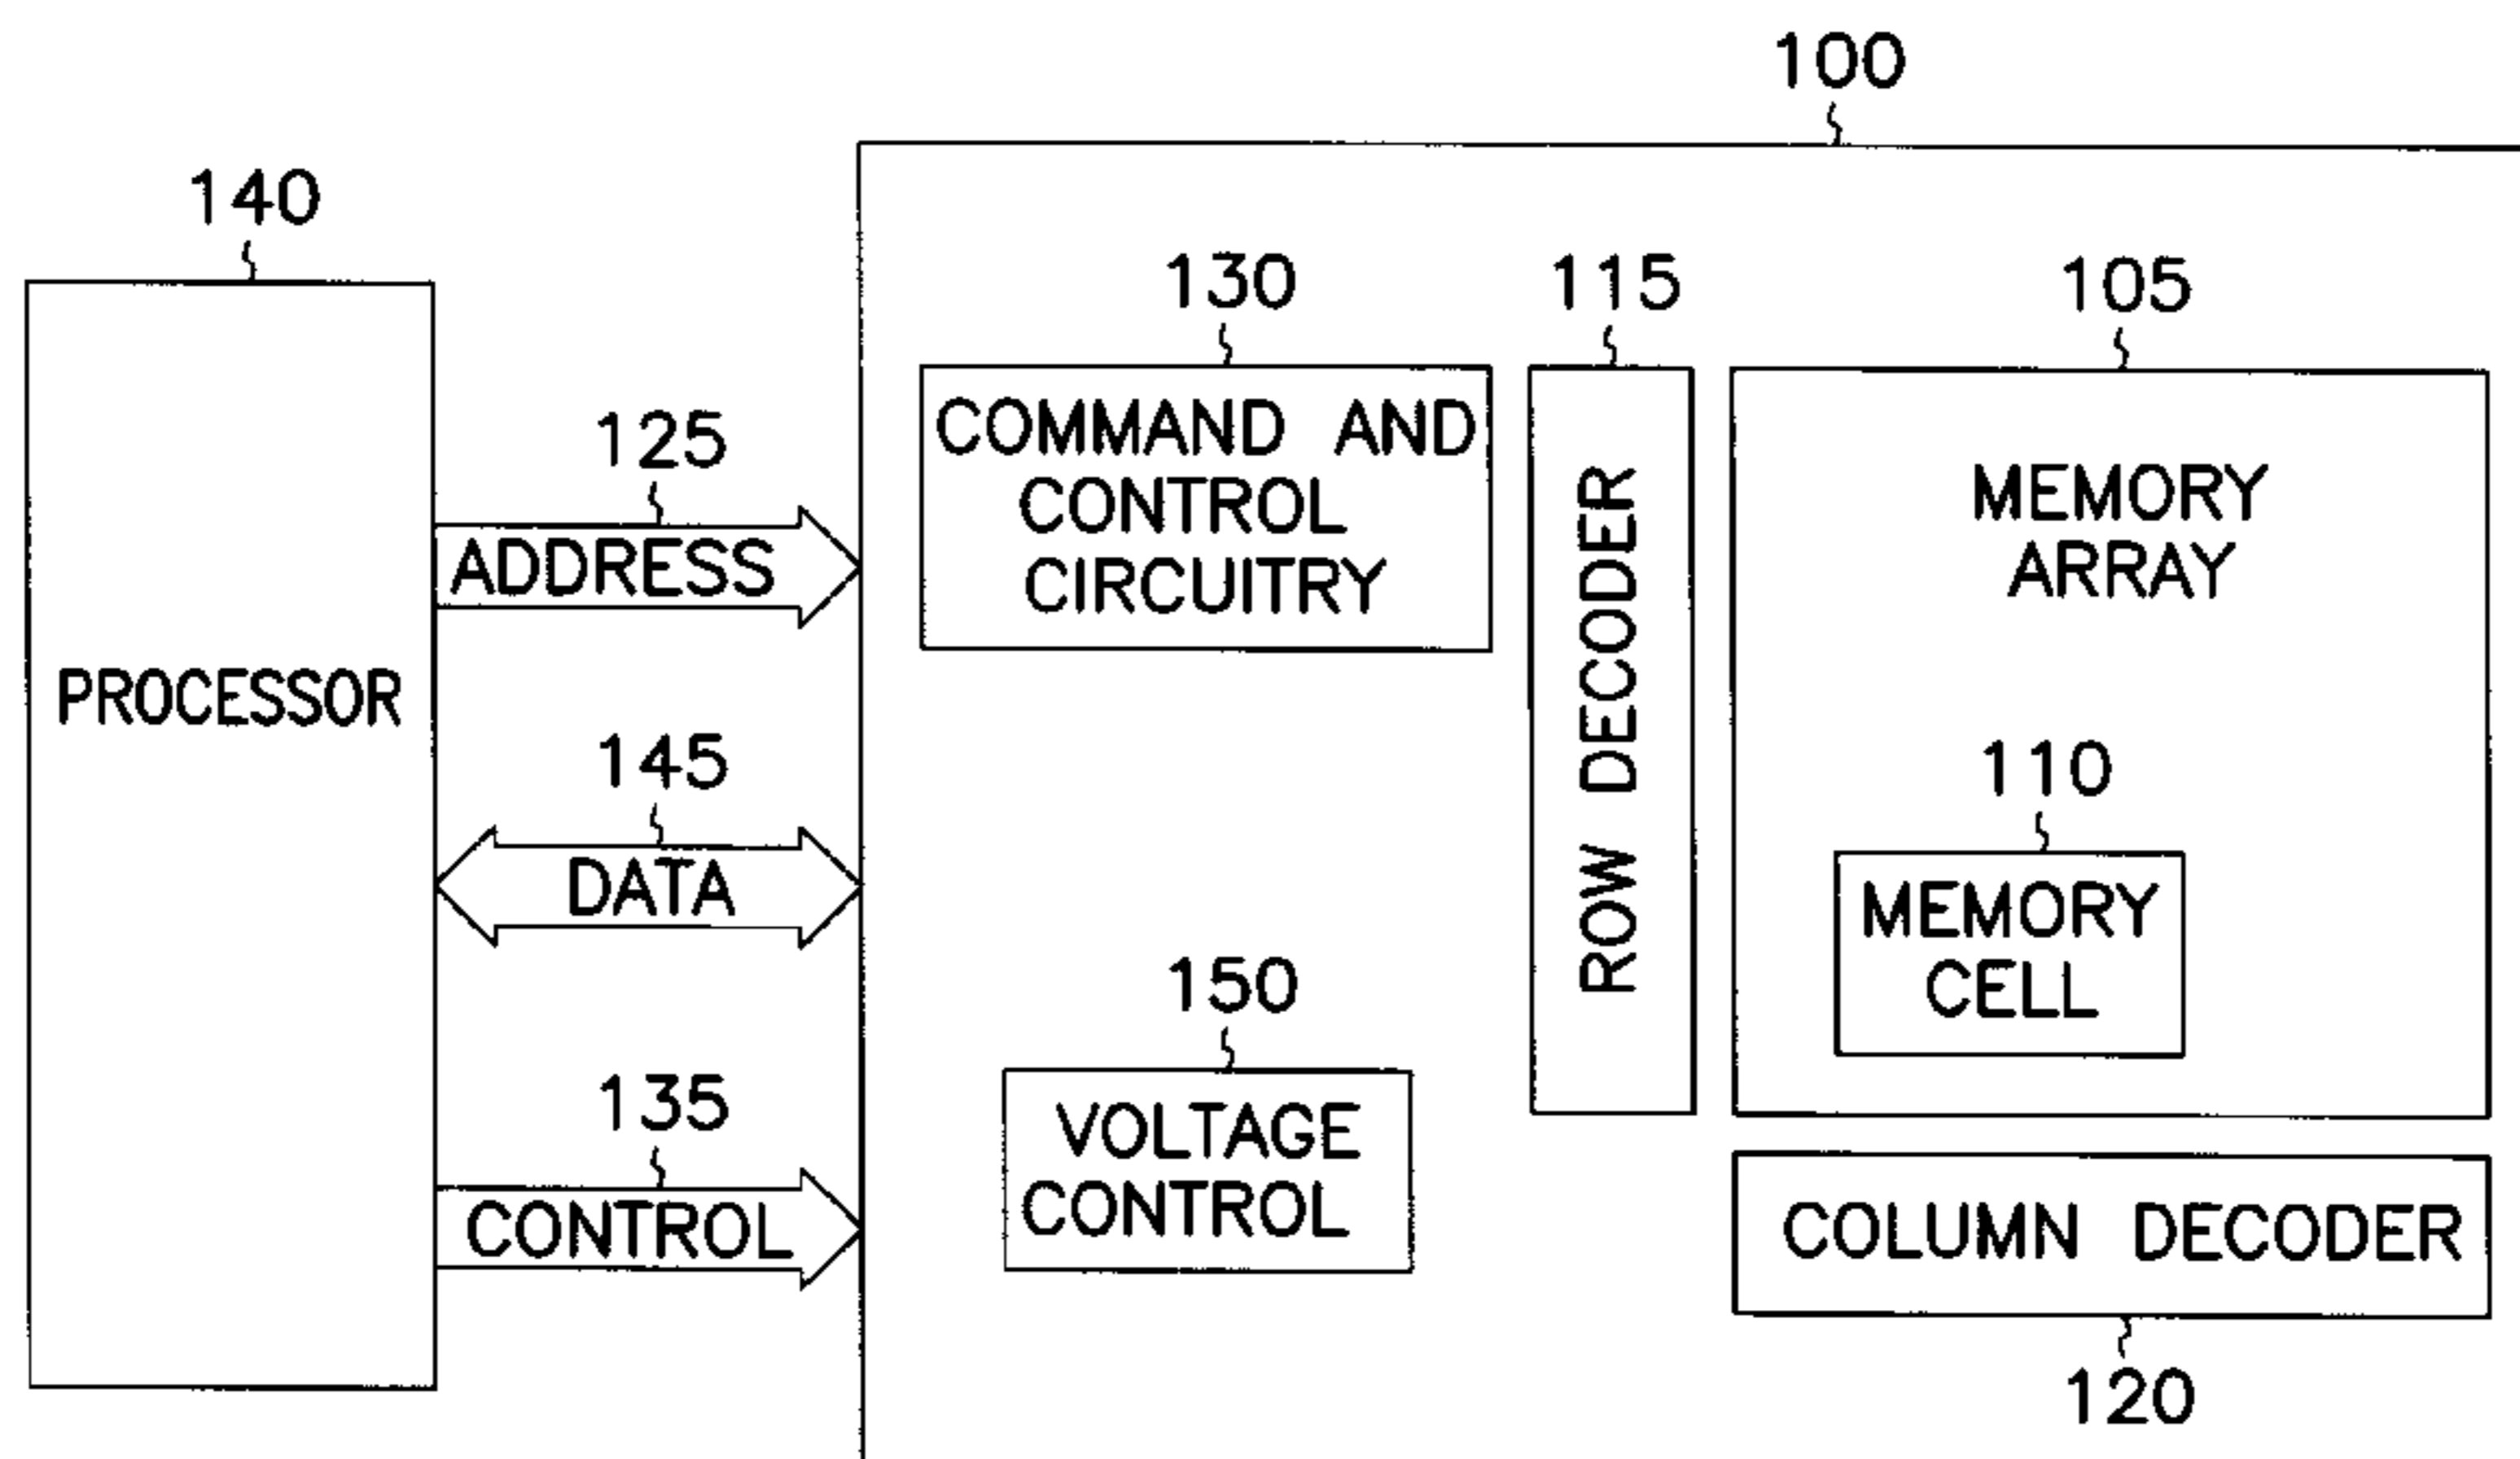 100
140
130
115
105
COMMAND AND
CONTROL
CIRCUITRY
125
ADDRESS
ROW DECODER
MEMORY
ARRAY
PROCESSOR
145
DATA
110
MEMORY
CELL
150
VOLTAGE
CONTROL
135
CONTROL
COLUMN DECODER
120